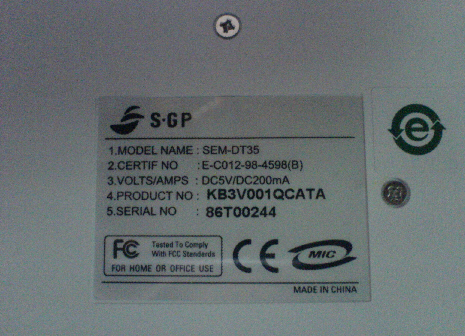 S·GP
1.MODEL NAME : SEM-DT35
2.CERTIF NO : E-C012-98-4598(B)
3.VOLTS/AMPS : DC5V/DC200mA
4.PRODUCT NO : KB3V001QCATA
5.SERIAL NO : 86T00244
FC Tested To Comply
With FCC Standards
FOR HOME OR OFFICE USE
CE
MIC
MADE IN CHINA
e